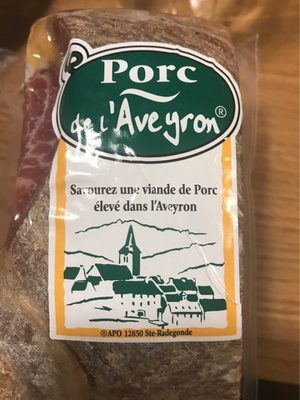 Porc
de l'Aveyron®
Savourez une viande de Porc
élevé dans l'Aveyron
®APO 12850 Ste-Radegonde